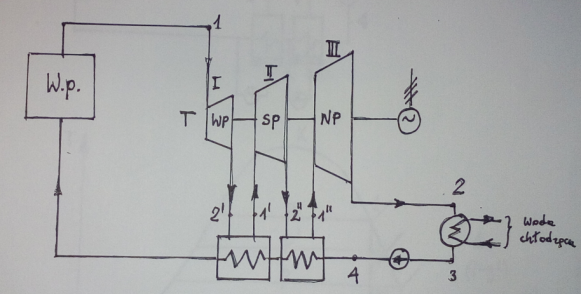 1
W.p.
I
II
III
T
WP
SP
NP
~
2'
1'
2"
1"
2
woda
chłodząca
4
3